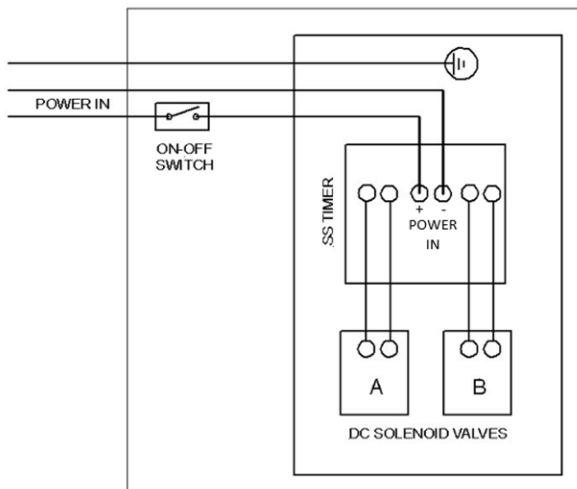 POWER IN
ON-OFF
SWITCH
SS TIMER
+ -
POWER
IN
A B
DC SOLENOID VALVES